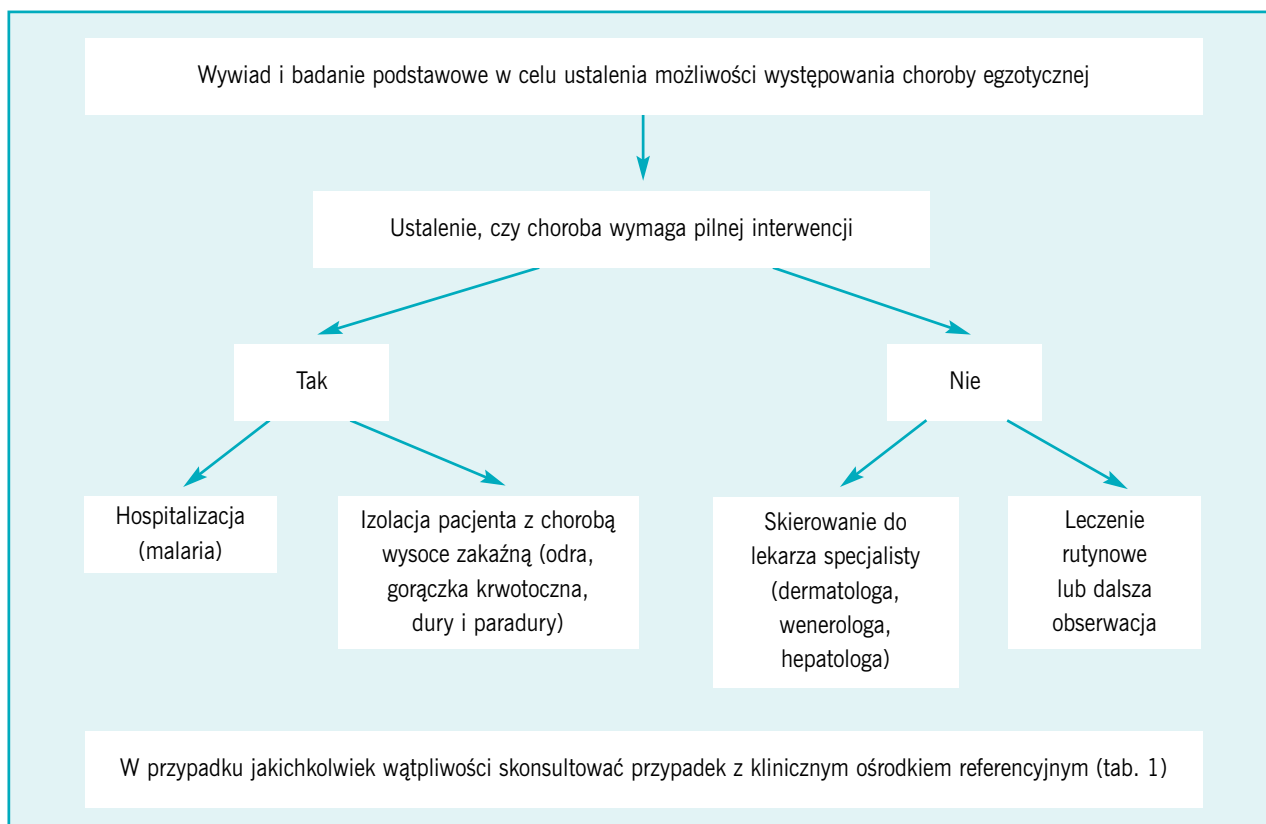 Wywiad i badanie podstawowe w celu ustalenia możliwości występowania choroby egzotycznej
Ustalenie, czy choroba wymaga pilnej interwencji
Tak
Nie
Hospitalizacja
(malaria)
Izolacja pacjenta z chorobą
wysoce zakaźną (odra,
gorączka krwotoczna,
dury i paradury)
Skierowanie do
lekarza specjalisty
(dermatologa,
wenerologa,
hepatologa)
Leczenie
rutynowe
lub dalsza
obserwacja
W przypadku jakichkolwiek wątpliwości skonsultować przypadek z klinicznym ośrodkiem referencyjnym (tab. 1)